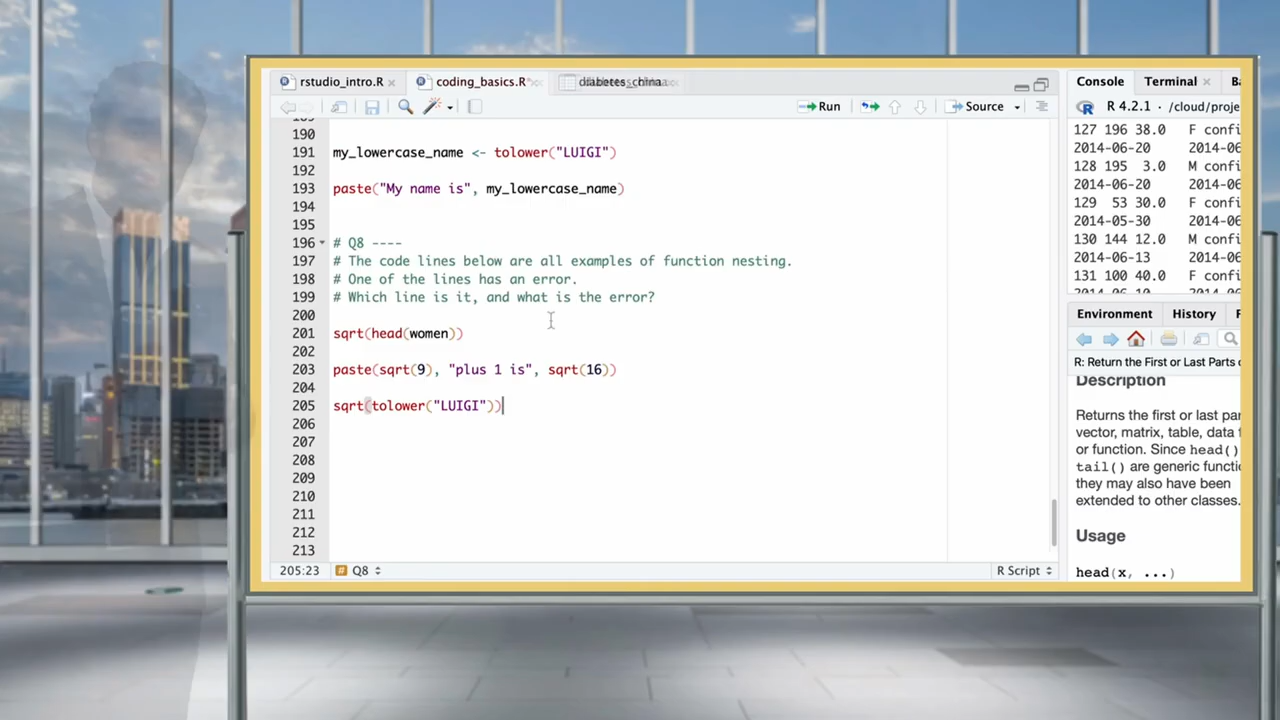 rstudio_intro.R
coding_basics.R*
Run
Source
190
191 my_lowercase_name <- tolower("LUIGI")
192
193 paste("My name is", my_lowercase_name)
194
195
196 # Q8 ----
197 # The code lines below are all examples of function nesting.
198 # One of the lines has an error.
199 # Which line is it, and what is the error?
200
201 sqrt(head(women))
202
203 paste(sqrt(9), "plus 1 is", sqrt(16))
204
205 sqrt(tolower("LUIGI"))
206
207
208
209
210
211
212
213
205:23 # Q8 R Script
Console Terminal Ba
R R 4.2.1 · /cloud/proje
127 196 38.0 F confi
2014-06-20 2014-06
128 195 3.0 M confi
2014-06-20 2014-06
129 53 30.0 F confi
2014-05-30 2014-06
130 144 12.0 M confi
2014-06-13 2014-06
131 100 40.0 F confi
Environment History
R: Return the First or Last Parts o
Description
Returns the first or last par
vector, matrix, table, data f
or function. Since head()
tail() are generic functic
they may also have been
extended to other classes.
Usage
head(x, ...)